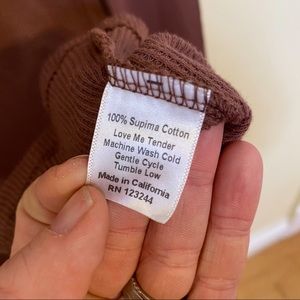 100% Supima Cotton
Love Me Tender
Machine Wash Cold
Gentle Cycle
Tumble Low
Made in California
RN 123244